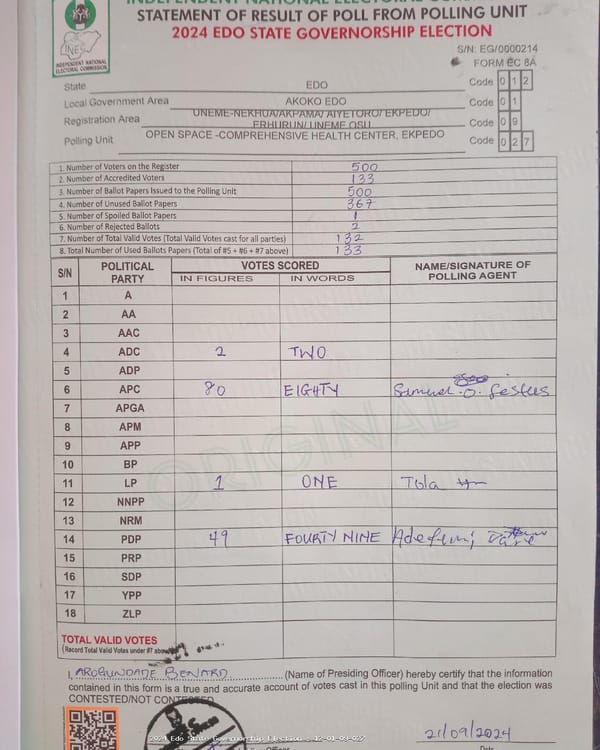 INDEPENDENT NATIONAL ELECTORAL COMMISSION
STATEMENT OF RESULT OF POLL FROM POLLING UNIT
2024 EDO STATE GOVERNORSHIP ELECTION
INEC
INDEPENDENT NATIONAL
ELECTORAL COMMISSION
S/N: EG/0000214
FORM EC 8A
State EDO Code 0 1 2
Local Government Area AKOKO EDO Code 0 1
Registration Area UNEME-NEKHUA/AKPAMA/ AIYETORO/ EKPEDO/
ERHURUN/ UNEME OSU Code 0 9
Polling Unit OPEN SPACE -COMPREHENSIVE HEALTH CENTER, EKPEDO Code 0 2 7
1. Number of Voters on the Register 500
2. Number of Accredited Voters 133
3. Number of Ballot Papers Issued to the Polling Unit 500
4. Number of Unused Ballot Papers 367
5. Number of Spoiled Ballot Papers 1
6. Number of Rejected Ballots 2
7. Number of Total Valid Votes (Total Valid Votes cast for all parties) 132
8. Total Number of Used Ballots Papers (Total of #5 + #6 + #7 above) 133
S/N POLITICAL PARTY VOTES SCORED NAME/SIGNATURE OF POLLING AGENT
IN FIGURES IN WORDS
1 A
2 AA
3 AAC
4 ADC 2 TWO
5 ADP
6 APC 80 EIGHTY Samuel .O. festus
7 APGA
8 APM
9 APP
10 BP
11 LP 1 ONE Tola
12 NNPP
13 NRM
14 PDP 49 FOURTY NINE Adefemi
15 PRP
16 SDP
17 YPP
18 ZLP
TOTAL VALID VOTES
(Record Total Valid Votes under #7 above)
I, AROGUNDADE BENARD (Name of Presiding Officer) hereby certify that the information
contained in this form is a true and accurate account of votes cast in this polling Unit and that the election was
CONTESTED/NOT CONTESTED
21/09/2024
2024 Edo State Governorship Election - 12-01-09-027
Date